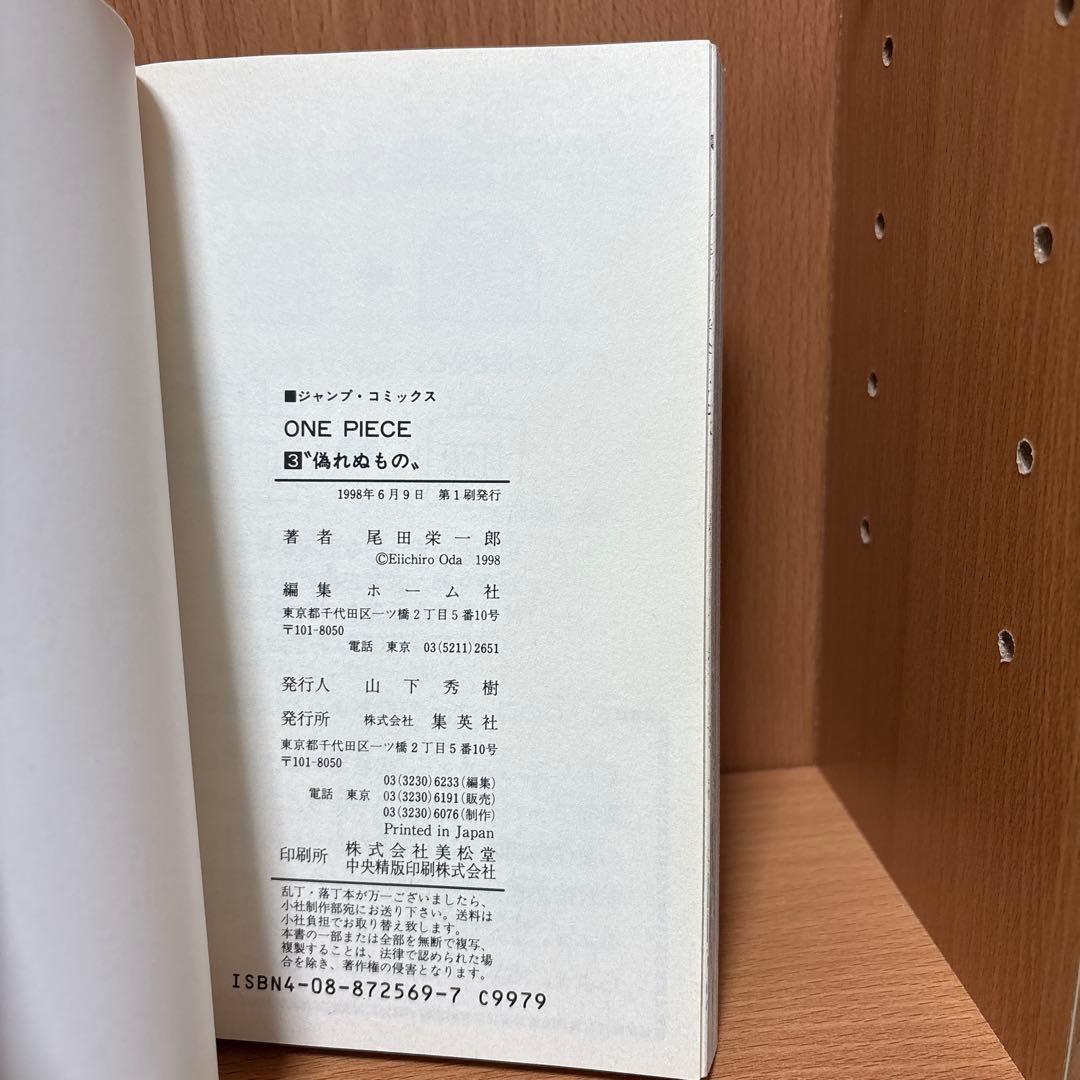 ■ジャンプ・コミックス
ONE PIECE
3〝偽れぬもの〟
1998年6月9日 第1刷発行
著者 尾田栄一郎
©Eiichiro Oda 1998
編集 ホーム社
東京都千代田区一ツ橋2丁目5番10号
〒101-8050
電話 東京 03(5211)2651
発行人 山下秀樹
発行所 株式会社 集英社
東京都千代田区一ツ橋2丁目5番10号
〒101-8050
03(3230)6233(編集)
電話 東京 03(3230)6191(販売)
03(3230)6076(制作)
Printed in Japan
印刷所 株式会社美松堂
中央精版印刷株式会社
乱丁・落丁本が万一ございましたら、
小社制作部宛にお送り下さい。送料は
小社負担でお取り替え致します。
本書の一部または全部を無断で複写、
複製することは、法律で認められた場
合を除き、著作権の侵害となります。
ISBN4-08-872569-7 C9979